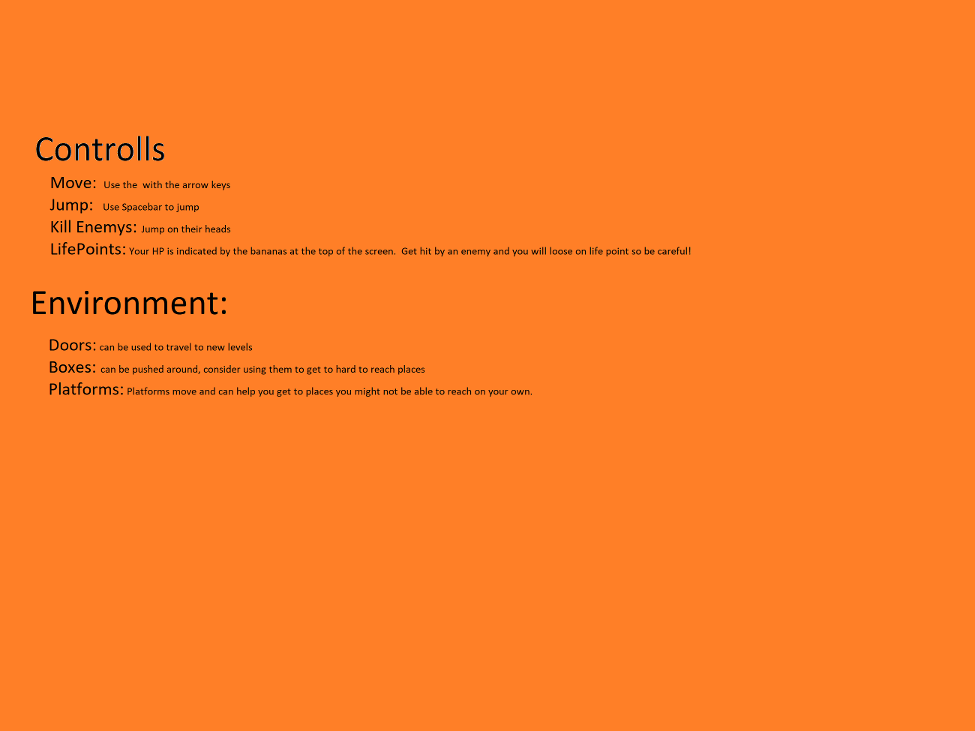 Controlls
Move: Use the with the arrow keys
Jump: Use Spacebar to jump
Kill Enemys: Jump on their heads
LifePoints: Your HP is indicated by the bananas at the top of the screen. Get hit by an enemy and you will loose on life point so be careful!
Environment:
Doors: can be used to travel to new levels
Boxes: can be pushed around, consider using them to get to hard to reach places
Platforms: Platforms move and can help you get to places you might not be able to reach on your own.